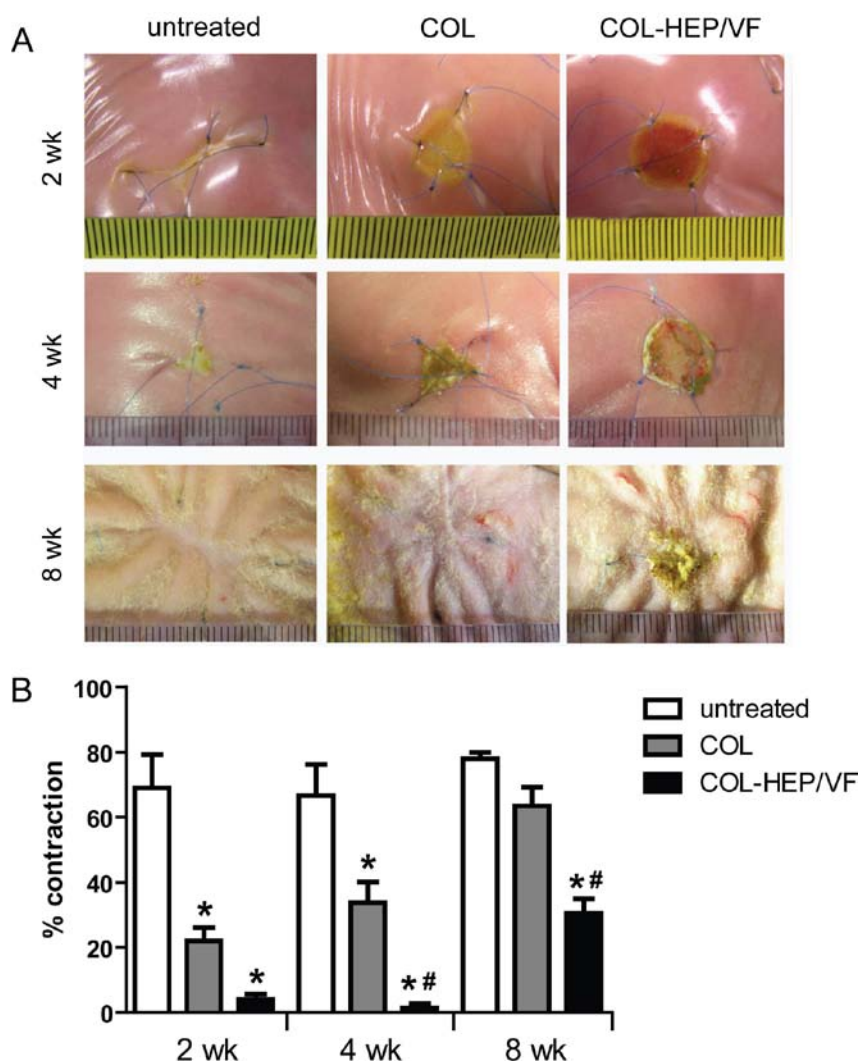 A
untreated COL COL-HEP/VF
2 wk
4 wk
8 wk
B
100
80
60
40
20
0
% contraction
* *
* * #
* #
2 wk 4 wk 8 wk
untreated
COL
COL-HEP/VF